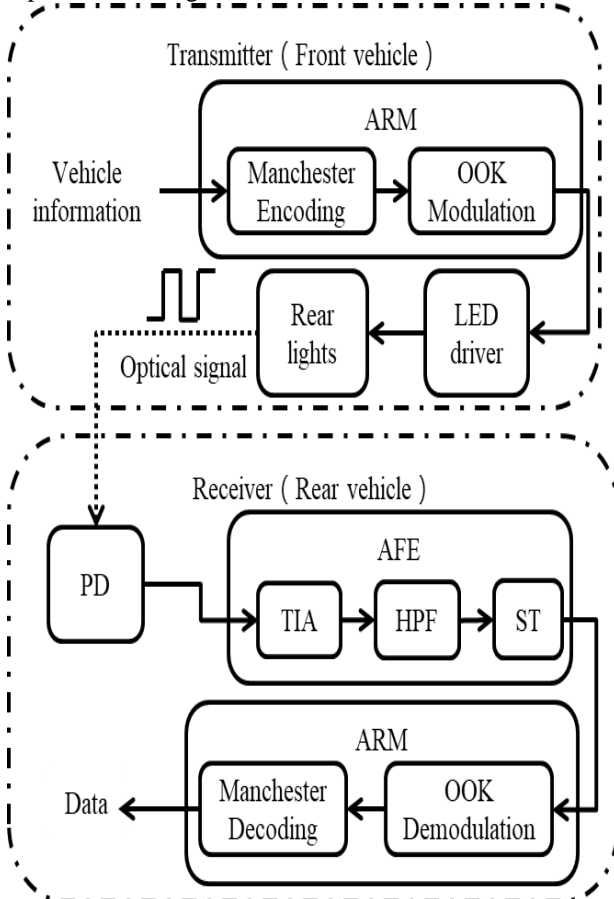 Transmitter ( Front vehicle )
ARM
Vehicle
information
Manchester
Encoding
OOK
Modulation
Rear
lights
LED
driver
Optical signal
Receiver ( Rear vehicle )
PD
AFE
TIA
HPF
ST
ARM
Data
Manchester
Decoding
OOK
Demodulation